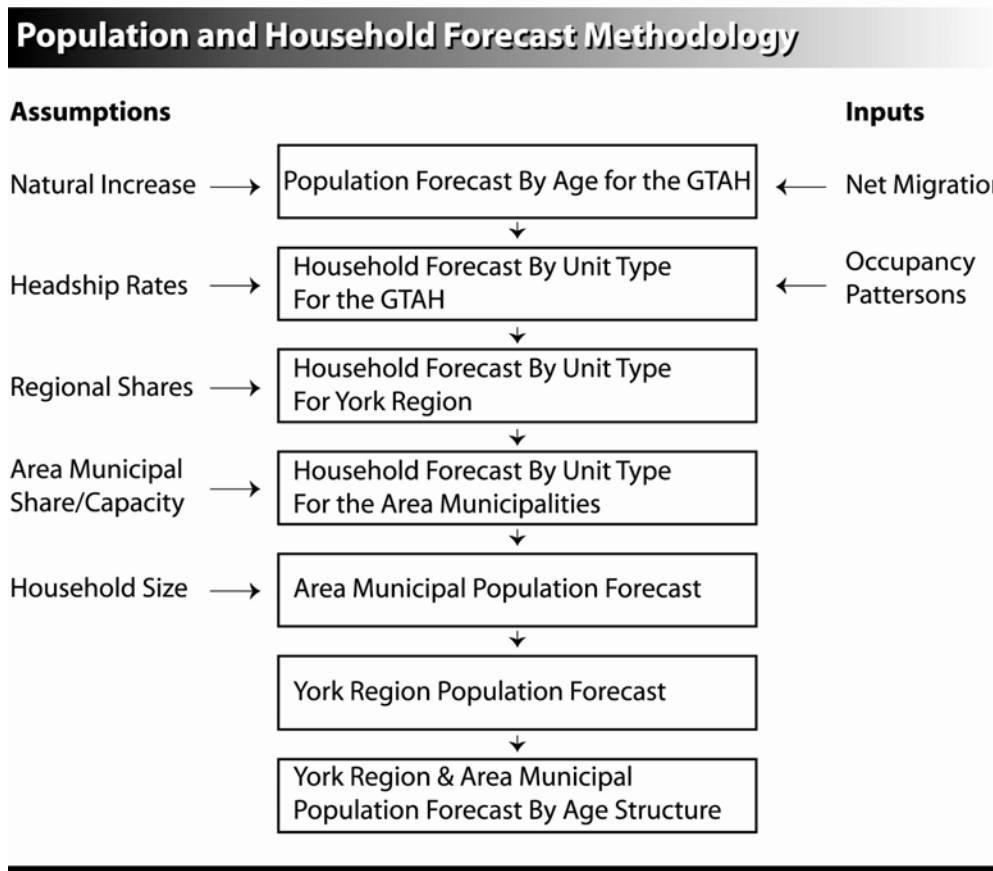 Population and Household Forecast Methodology
Assumptions
Inputs
Natural Increase
Population Forecast By Age for the GTAH
Net Migration
Headship Rates
Household Forecast By Unit Type
For the GTAH
Occupancy
Pattersons
Regional Shares
Household Forecast By Unit Type
For York Region
Area Municipal
Share/Capacity
Household Forecast By Unit Type
For the Area Municipalities
Household Size
Area Municipal Population Forecast
York Region Population Forecast
York Region & Area Municipal
Population Forecast By Age Structure